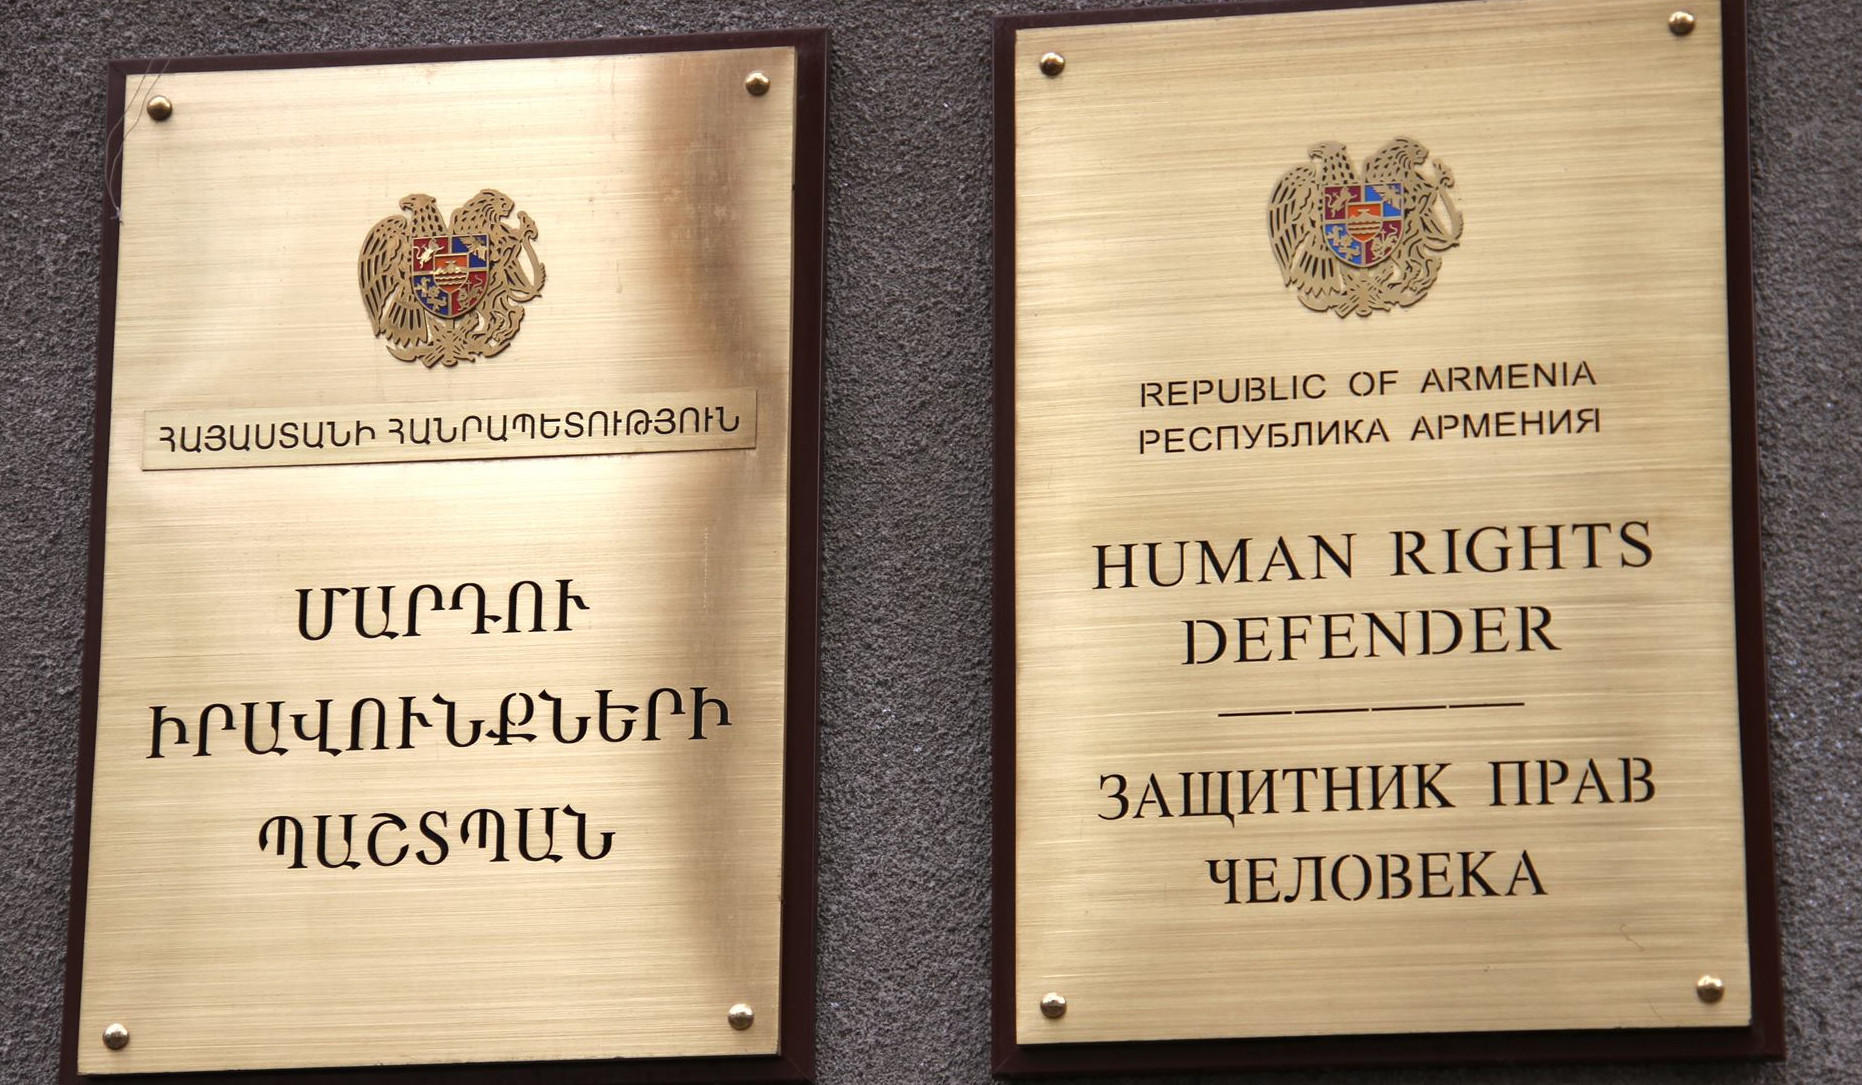 ՀԱՅԱՍՏԱՆԻ ՀԱՆՐԱՊԵՏՈՒԹՅՈՒՆ
ՄԱՐԴՈՒ
ԻՐԱՎՈՒՆՔՆԵՐԻ
ՊԱՇՏՊԱՆ
REPUBLIC OF ARMENIA
РЕСПУБЛИКА АРМЕНИЯ
HUMAN RIGHTS
DEFENDER
ЗАЩИТНИК ПРАВ
ЧЕЛОВЕКА